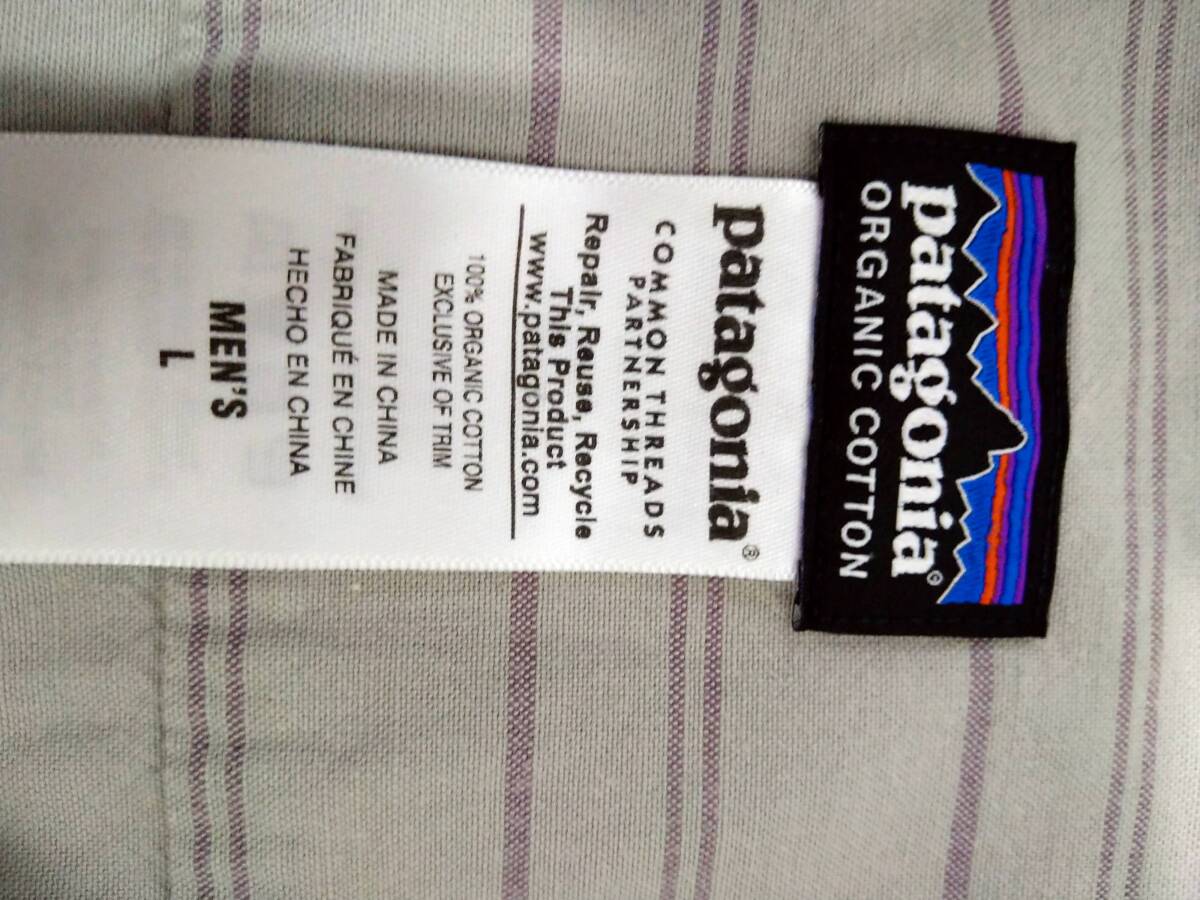 patagonia®
ORGANIC COTTON
patagonia®
COMMON THREADS
PARTNERSHIP
Repair, Reuse, Recycle
This Product
www.patagonia.com
100% ORGANIC COTTON
EXCLUSIVE OF TRIM
MADE IN CHINA
FABRIQUÉ EN CHINE
HECHO EN CHINA
MEN'S
L